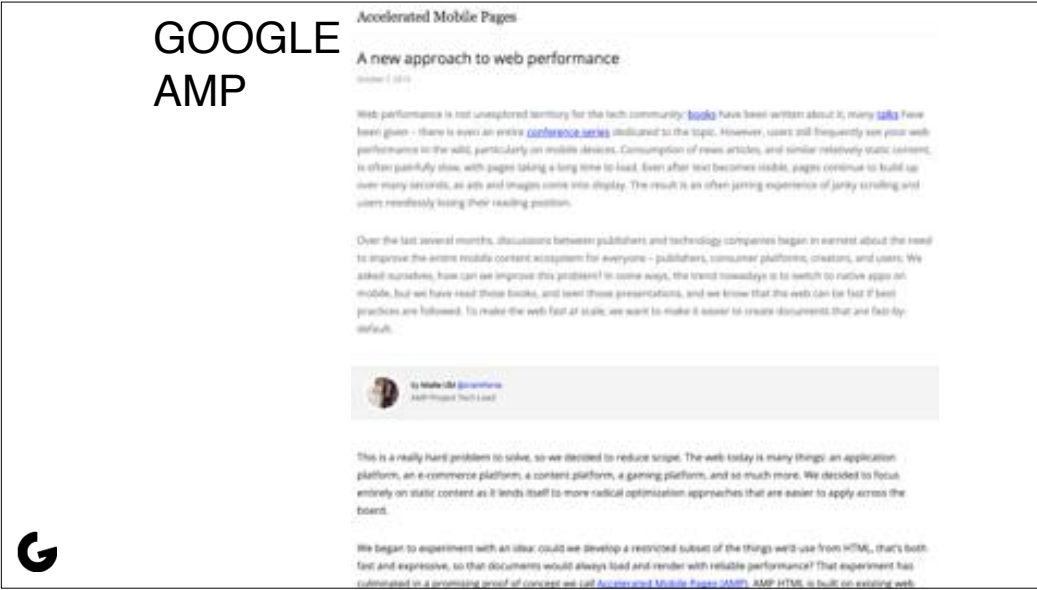 GOOGLE
AMP
Accelerated Mobile Pages
A new approach to web performance
October 7, 2015
Web performance is not unexplored territory for the tech community: books have been written about it, many talks have
been given – there is even an entire conference series dedicated to the topic. However, users still frequently see poor web
performance in the wild, particularly on mobile devices. Consumption of news articles, and similar relatively static content,
is often painfully slow, with pages taking a long time to load. Even after text becomes visible, pages continue to build up
over many seconds, as ads and images come into display. The result is an often jarring experience of janky scrolling and
users needlessly losing their reading position.
Over the last several months, discussions between publishers and technology companies began in earnest about the need
to improve the entire mobile content ecosystem for everyone – publishers, consumer platforms, creators, and users. We
asked ourselves, how can we improve this problem? In some ways, the trend nowadays is to switch to native apps on
mobile, but we have read those books, and seen those presentations, and we know that the web can be fast if best
practices are followed. To make the web fast at scale, we want to make it easier to create documents that are fast-by-
default.
by Malte Ubl
AMP Project Tech Lead
This is a really hard problem to solve, so we decided to reduce scope. The web today is many things: an application
platform, an e-commerce platform, a content platform, a gaming platform, and so much more. We decided to focus
entirely on static content as it lends itself to more radical optimization approaches that are easier to apply across the
board.
We began to experiment with an idea: could we develop a restricted subset of the things we'd use from HTML, that's both
fast and expressive, so that documents would always load and render with reliable performance? That experiment has
culminated in a promising proof of concept we call Accelerated Mobile Pages (AMP). AMP HTML is built on existing web